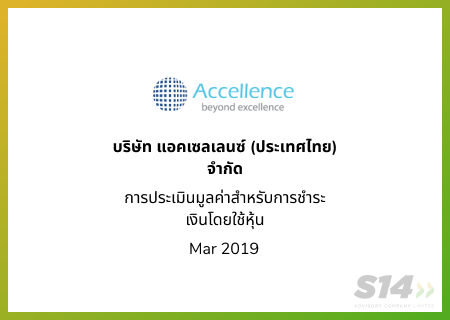 Accellence
beyond excellence
บริษัท แอคเซลเลนซ์ (ประเทศไทย)
จำกัด
การประเมินมูลค่าสำหรับการชำระ
เงินโดยใช้หุ้น
Mar 2019
S14
ADVISORY COMPANY LIMITED